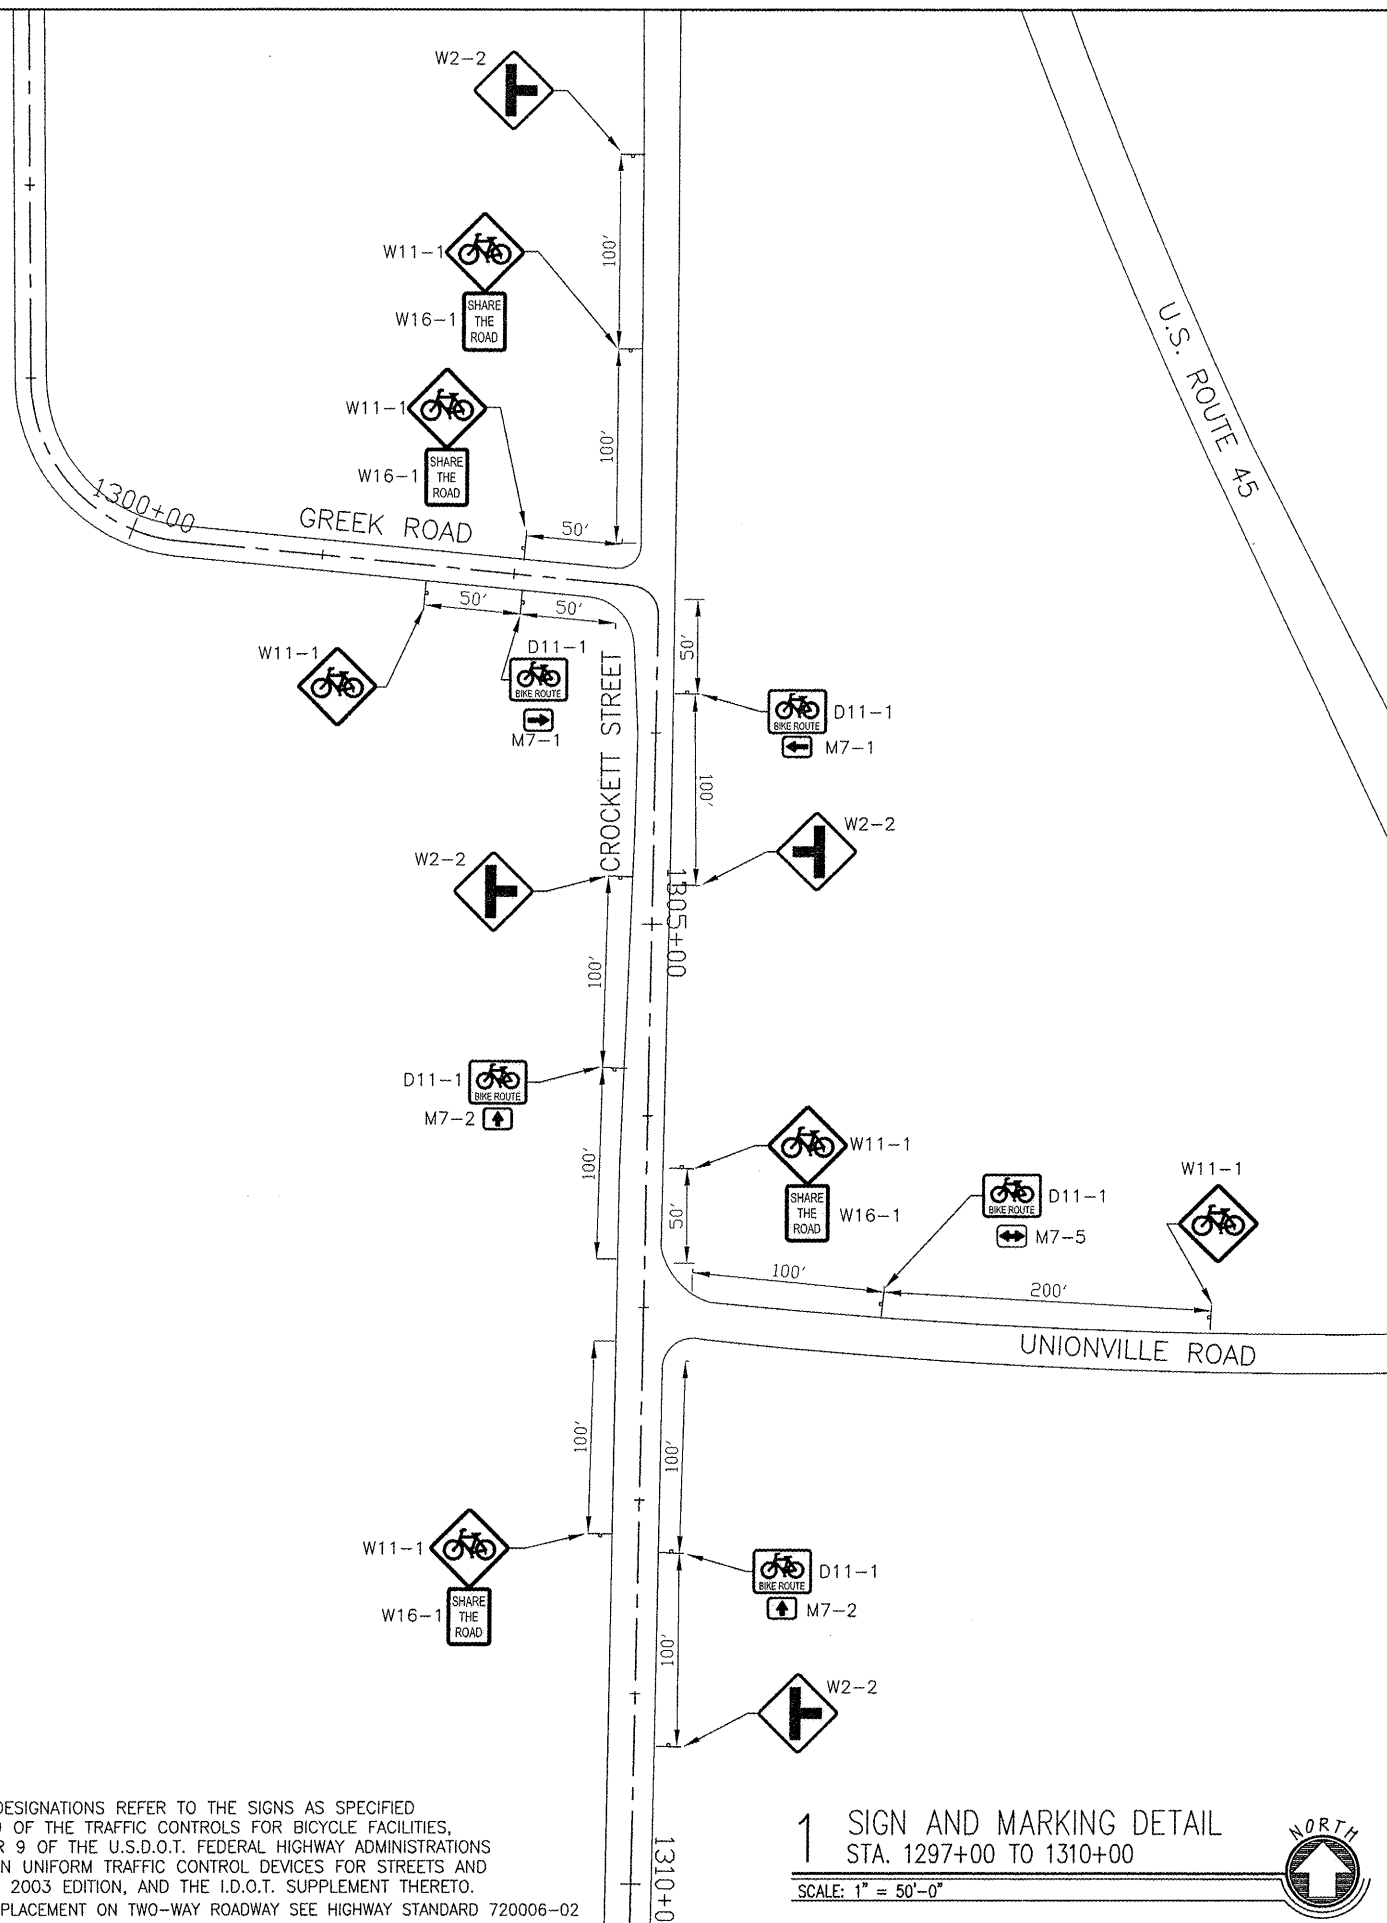 W2-2
100'
W11-1
SHARE
THE
ROAD
W16-1
100'
W11-1
SHARE
THE
ROAD
W16-1
U.S. ROUTE 45
1300+00
GREEK ROAD
50'
50'
50'
50'
W11-1
D11-1
BIKE ROUTE
M7-1
CROCKETT STREET
BIKE ROUTE
D11-1
M7-1
100'
W2-2
W2-2
1305+00
100'
D11-1
BIKE ROUTE
M7-2
100'
W11-1
SHARE
THE
ROAD
W16-1
50'
D11-1
BIKE ROUTE
M7-5
W11-1
100'
200'
UNIONVILLE ROAD
100'
100'
W11-1
SHARE
THE
ROAD
W16-1
D11-1
BIKE ROUTE
M7-2
100'
W2-2
1310+0
DESIGNATIONS REFER TO THE SIGNS AS SPECIFIED
OF THE TRAFFIC CONTROLS FOR BICYCLE FACILITIES,
R 9 OF THE U.S.D.O.T. FEDERAL HIGHWAY ADMINISTRATIONS
N UNIFORM TRAFFIC CONTROL DEVICES FOR STREETS AND
2003 EDITION, AND THE I.D.O.T. SUPPLEMENT THERETO.
PLACEMENT ON TWO-WAY ROADWAY SEE HIGHWAY STANDARD 720006-02
1 SIGN AND MARKING DETAIL
STA. 1297+00 TO 1310+00
SCALE: 1" = 50'-0"
NORTH